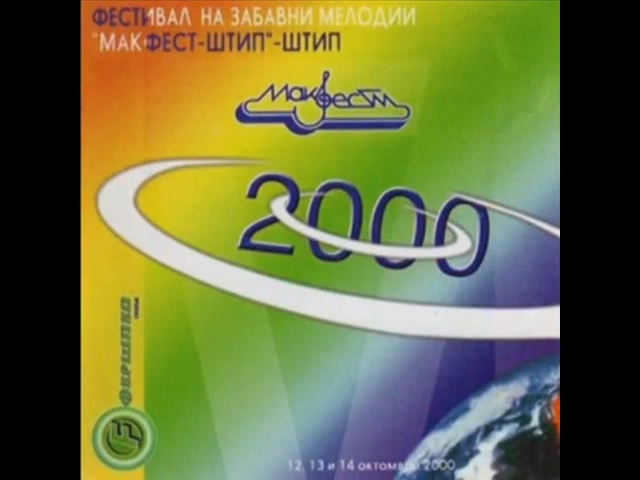 ФЕСТИВАЛ НА ЗАБАВНИ МЕЛОДИИ
"МАКФЕСТ-ШТИП"-ШТИП
Макфест
2000
12, 13 и 14 октомври 2000